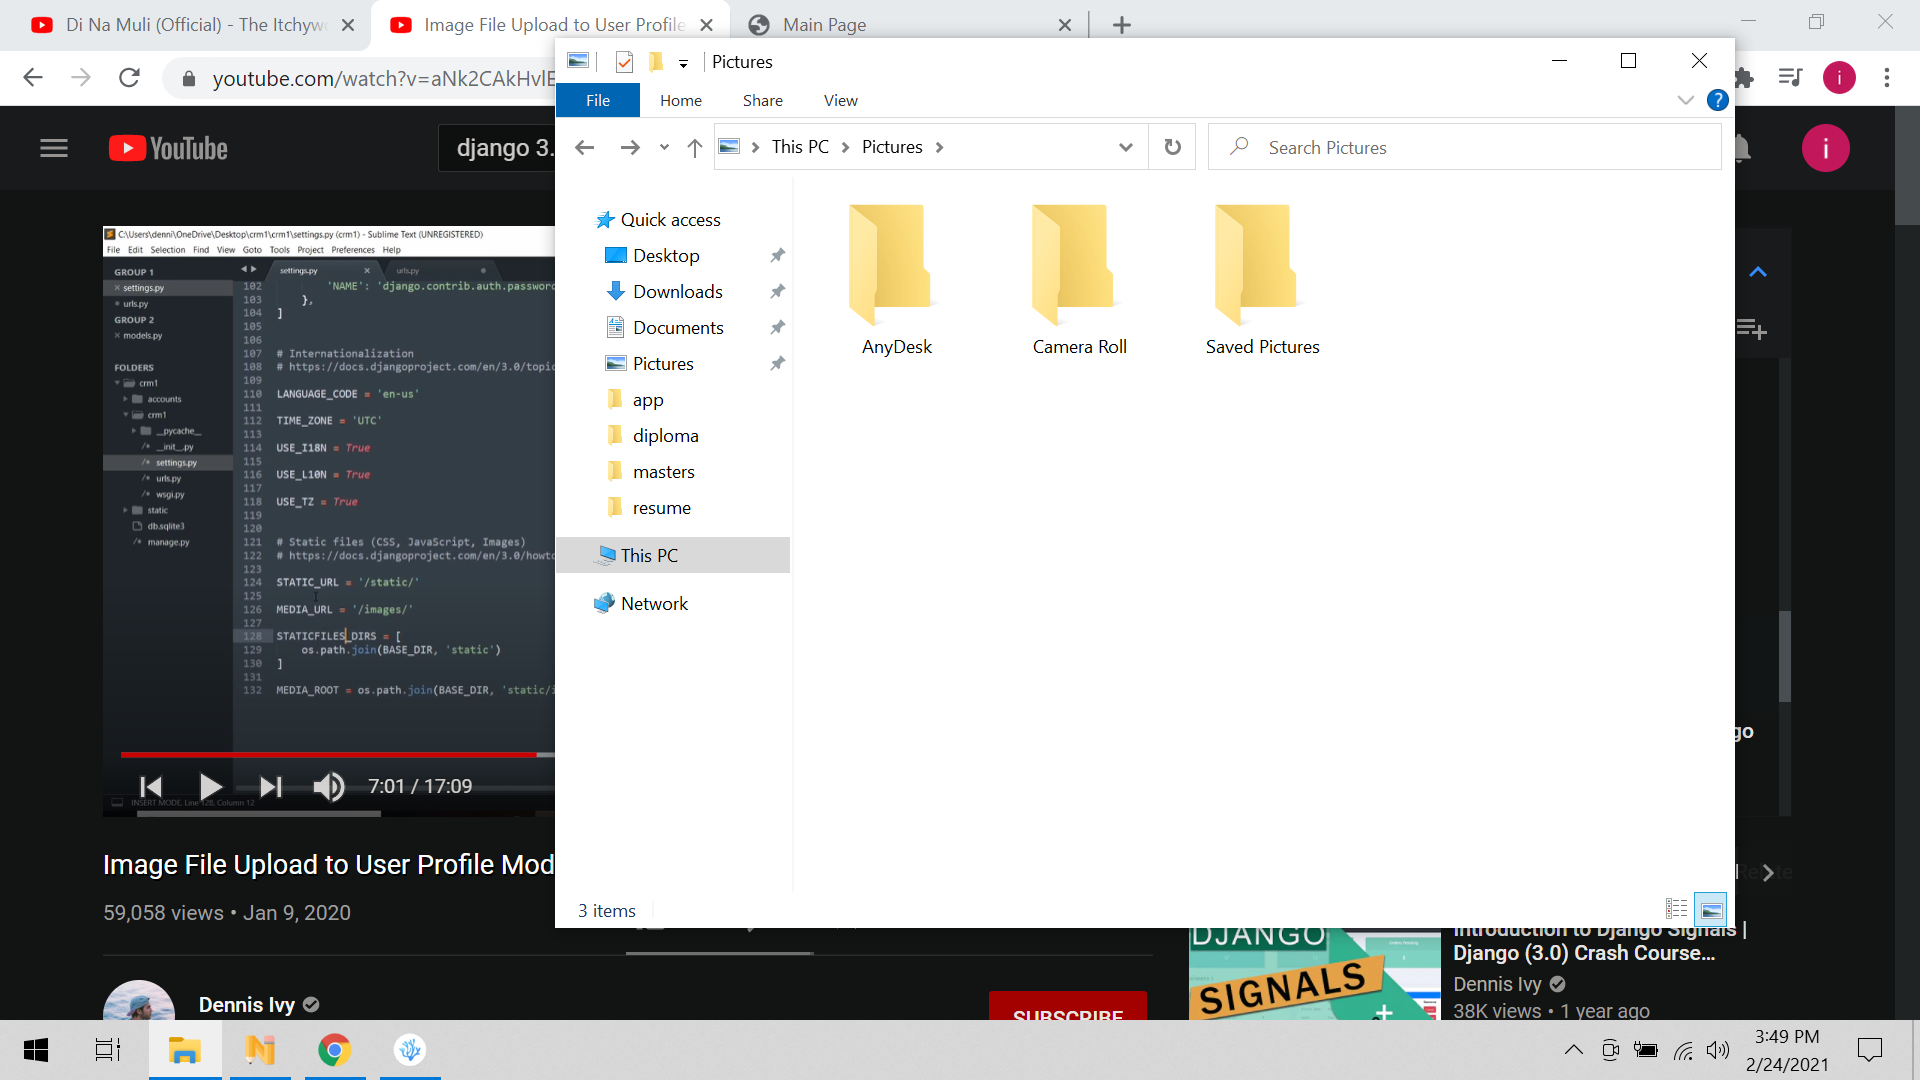 Di Na Muli (Official) - The Itchyw
Image File Upload to User Profile
Main Page
youtube.com/watch?v=aNk2CAkHvlE
i
Pictures
File
Home
Share
View
This PC
Pictures
Search Pictures
YouTube
django 3.
i
Quick access
Desktop
Downloads
Documents
Pictures
app
diploma
masters
resume
This PC
Network
AnyDesk
Camera Roll
Saved Pictures
3 items
C:\Users\denni\OneDrive\Desktop\crm1\crm1\settings.py (crm1) - Sublime Text (UNREGISTERED)
File Edit Selection Find View Goto Tools Project Preferences Help
GROUP 1
settings.py
urls.py
GROUP 2
models.py
FOLDERS
crm1
accounts
crm1
__pycache__
__init__.py
settings.py
urls.py
wsgi.py
static
db.sqlite3
manage.py
settings.py
urls.py
102 'NAME': 'django.contrib.auth.password
103 },
104 ]
105
106
107 # Internationalization
108 # https://docs.djangoproject.com/en/3.0/topic
109
110 LANGUAGE_CODE = 'en-us'
111
112 TIME_ZONE = 'UTC'
113
114 USE_I18N = True
115
116 USE_L10N = True
117
118 USE_TZ = True
119
120
121 # Static files (CSS, JavaScript, Images)
122 # https://docs.djangoproject.com/en/3.0/howto
123
124 STATIC_URL = '/static/'
125
126 MEDIA_URL = '/images/'
127
128 STATICFILES_DIRS = [
129 os.path.join(BASE_DIR, 'static')
130 ]
131
132 MEDIA_ROOT = os.path.join(BASE_DIR, 'static/i
7:01 / 17:09
INSERT MODE, Line 128, Column 12
go
Image File Upload to User Profile Mod
59,058 views • Jan 9, 2020
Dennis Ivy
SUBSCRIBE
DJANGO
SIGNALS
Introduction to Django Signals |
Django (3.0) Crash Course...
Dennis Ivy
38K views • 1 year ago
3:49 PM
2/24/2021